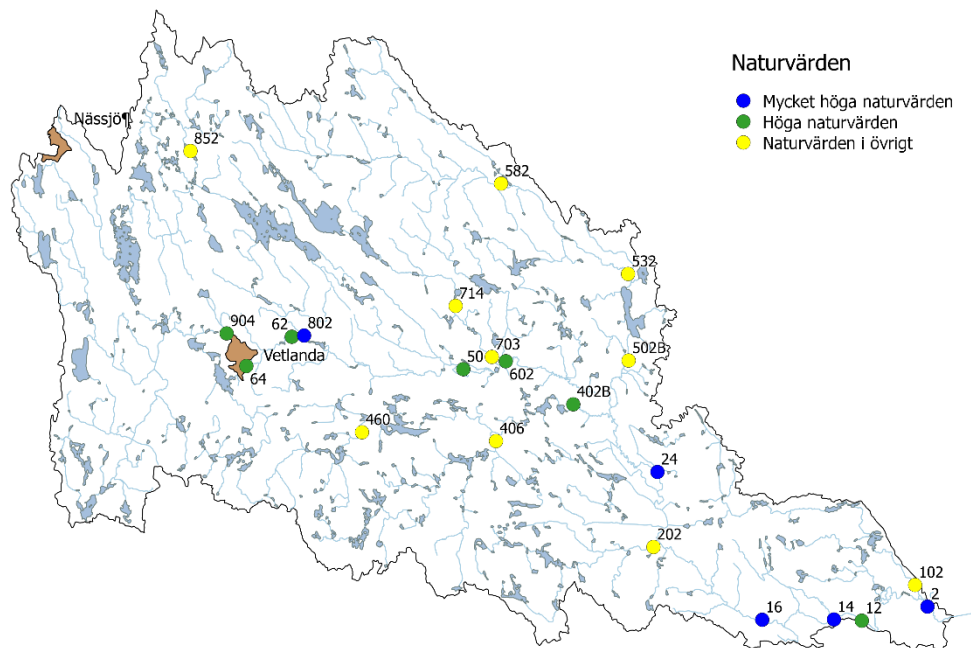 Naturvärden
Mycket höga naturvärden
Höga naturvärden
Naturvärden i övrigt
Nässjö¶
852
582
532
714
904
62
802
Vetlanda
64
703
50
602
502B
402B
460
406
24
202
102
2
16
14
12